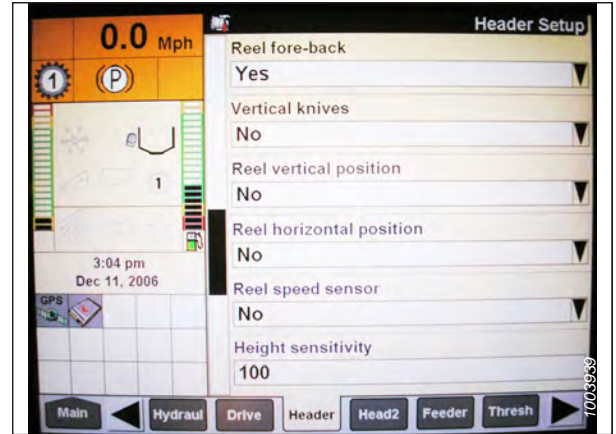 0.0 Mph
1
(P)
1
3:04 pm
Dec 11, 2006
GPS
Header Setup
Reel fore-back
Yes
Vertical knives
No
Reel vertical position
No
Reel horizontal position
No
Reel speed sensor
No
Height sensitivity
100
Main
Hydraul
Drive
Header
Head2
Feeder
Thresh
1003939